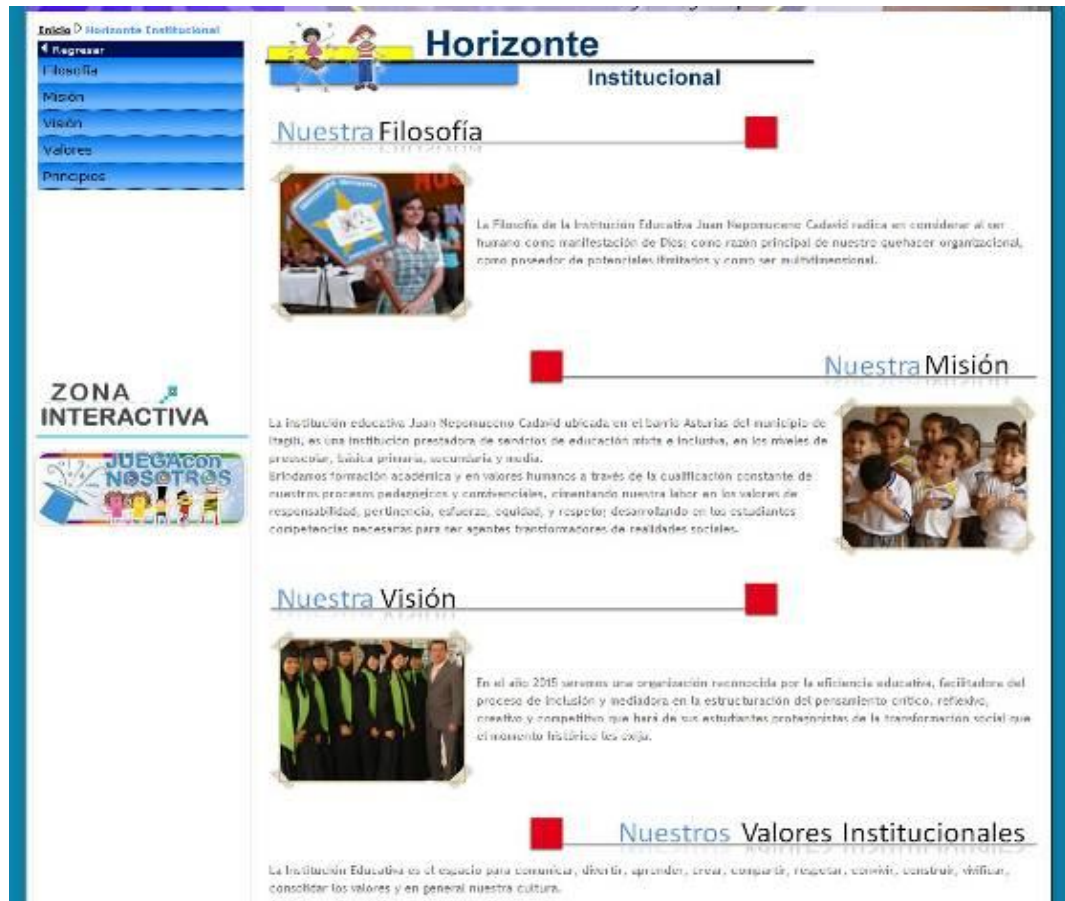 Inicio Horizonte Institucional
Regresar
Filosofía
Misión
Visión
Valores
Principios
ZONA
INTERACTIVA
JUEGA con
NOSOTROS
Horizonte
Institucional
Nuestra Filosofía
La Filosofía de la Institución Educativa Juan Nepomuceno Cadavid radica en considerar al ser
humano como manifestación de Dios; como razón principal de nuestro quehacer organizacional,
como poseedor de potenciales ilimitados y como ser multidimensional.
Nuestra Misión
La institución educativa Juan Nepomuceno Cadavid ubicada en el barrio Asturias del municipio de
Itagüí, es una institución prestadora de servicios de educación mixta e inclusiva, en los niveles de
preescolar, básica primaria, secundaria y media.
Brindamos formación académica y en valores humanos a través de la cualificación constante de
nuestros procesos pedagógicos y convivenciales, cimentando nuestra labor en los valores de
responsabilidad, pertinencia, esfuerzo, equidad, y respeto; desarrollando en los estudiantes
competencias necesarias para ser agentes transformadores de realidades sociales.
Nuestra Visión
En el año 2015 seremos una organización reconocida por la eficiencia educativa, facilitadora del
proceso de inclusión y mediadora en la estructuración del pensamiento crítico, reflexivo,
creativo y competitivo que hará de sus estudiantes protagonistas de la transformación social que
el momento histórico les exija.
Nuestros Valores Institucionales
La Institución Educativa es el espacio para comunicar, divertir, aprender, crear, compartir, respetar, convivir, construir, vivificar,
consolidar los valores y en general nuestra cultura.